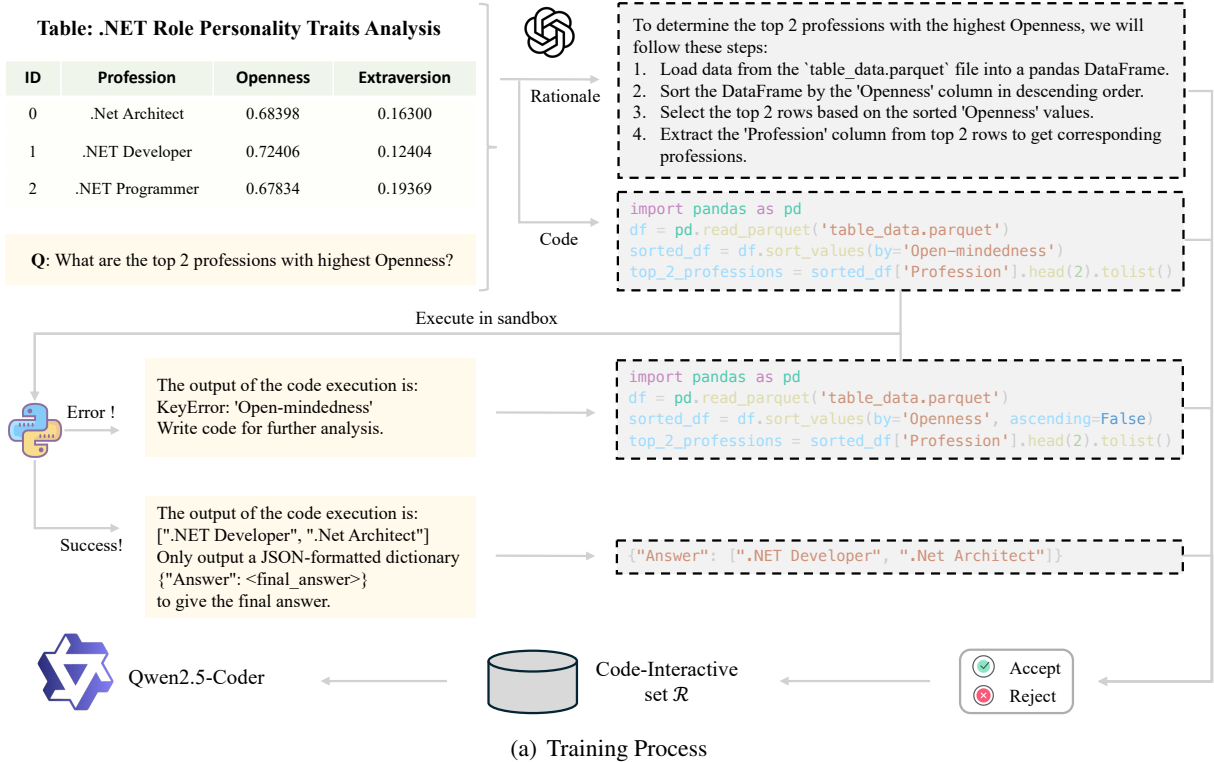 Table: .NET Role Personality Traits Analysis
ID Profession Openness Extraversion
0 .Net Architect 0.68398 0.16300
1 .NET Developer 0.72406 0.12404
2 .NET Programmer 0.67834 0.19369
Q: What are the top 2 professions with highest Openness?
Rationale
Code
To determine the top 2 professions with the highest Openness, we will
follow these steps:
1. Load data from the `table_data.parquet` file into a pandas DataFrame.
2. Sort the DataFrame by the 'Openness' column in descending order.
3. Select the top 2 rows based on the sorted 'Openness' values.
4. Extract the 'Profession' column from top 2 rows to get corresponding
professions.
import pandas as pd
df = pd.read_parquet('table_data.parquet')
sorted_df = df.sort_values(by='Open-mindedness')
top_2_professions = sorted_df['Profession'].head(2).tolist()
Execute in sandbox
Error !
The output of the code execution is:
KeyError: 'Open-mindedness'
Write code for further analysis.
import pandas as pd
df = pd.read_parquet('table_data.parquet')
sorted_df = df.sort_values(by='Openness', ascending=False)
top_2_professions = sorted_df['Profession'].head(2).tolist()
Success!
The output of the code execution is:
[".NET Developer", ".Net Architect"]
Only output a JSON-formatted dictionary
{"Answer": <final_answer>}
to give the final answer.
{"Answer": [".NET Developer", ".Net Architect"]}
Qwen2.5-Coder
Code-Interactive
set ℛ
Accept
Reject
(a) Training Process